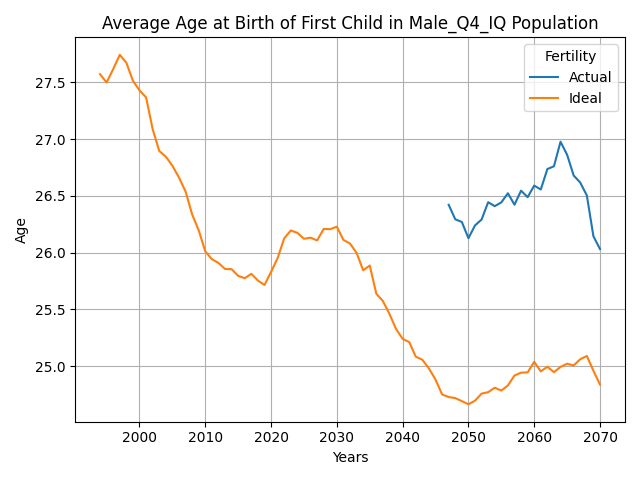 Average Age at Birth of First Child in Male_Q4_IQ Population
Fertility
Actual
Ideal
27.5
27.0
26.5
26.0
25.5
25.0
Age
2000
2010
2020
2030
2040
2050
2060
2070
Years